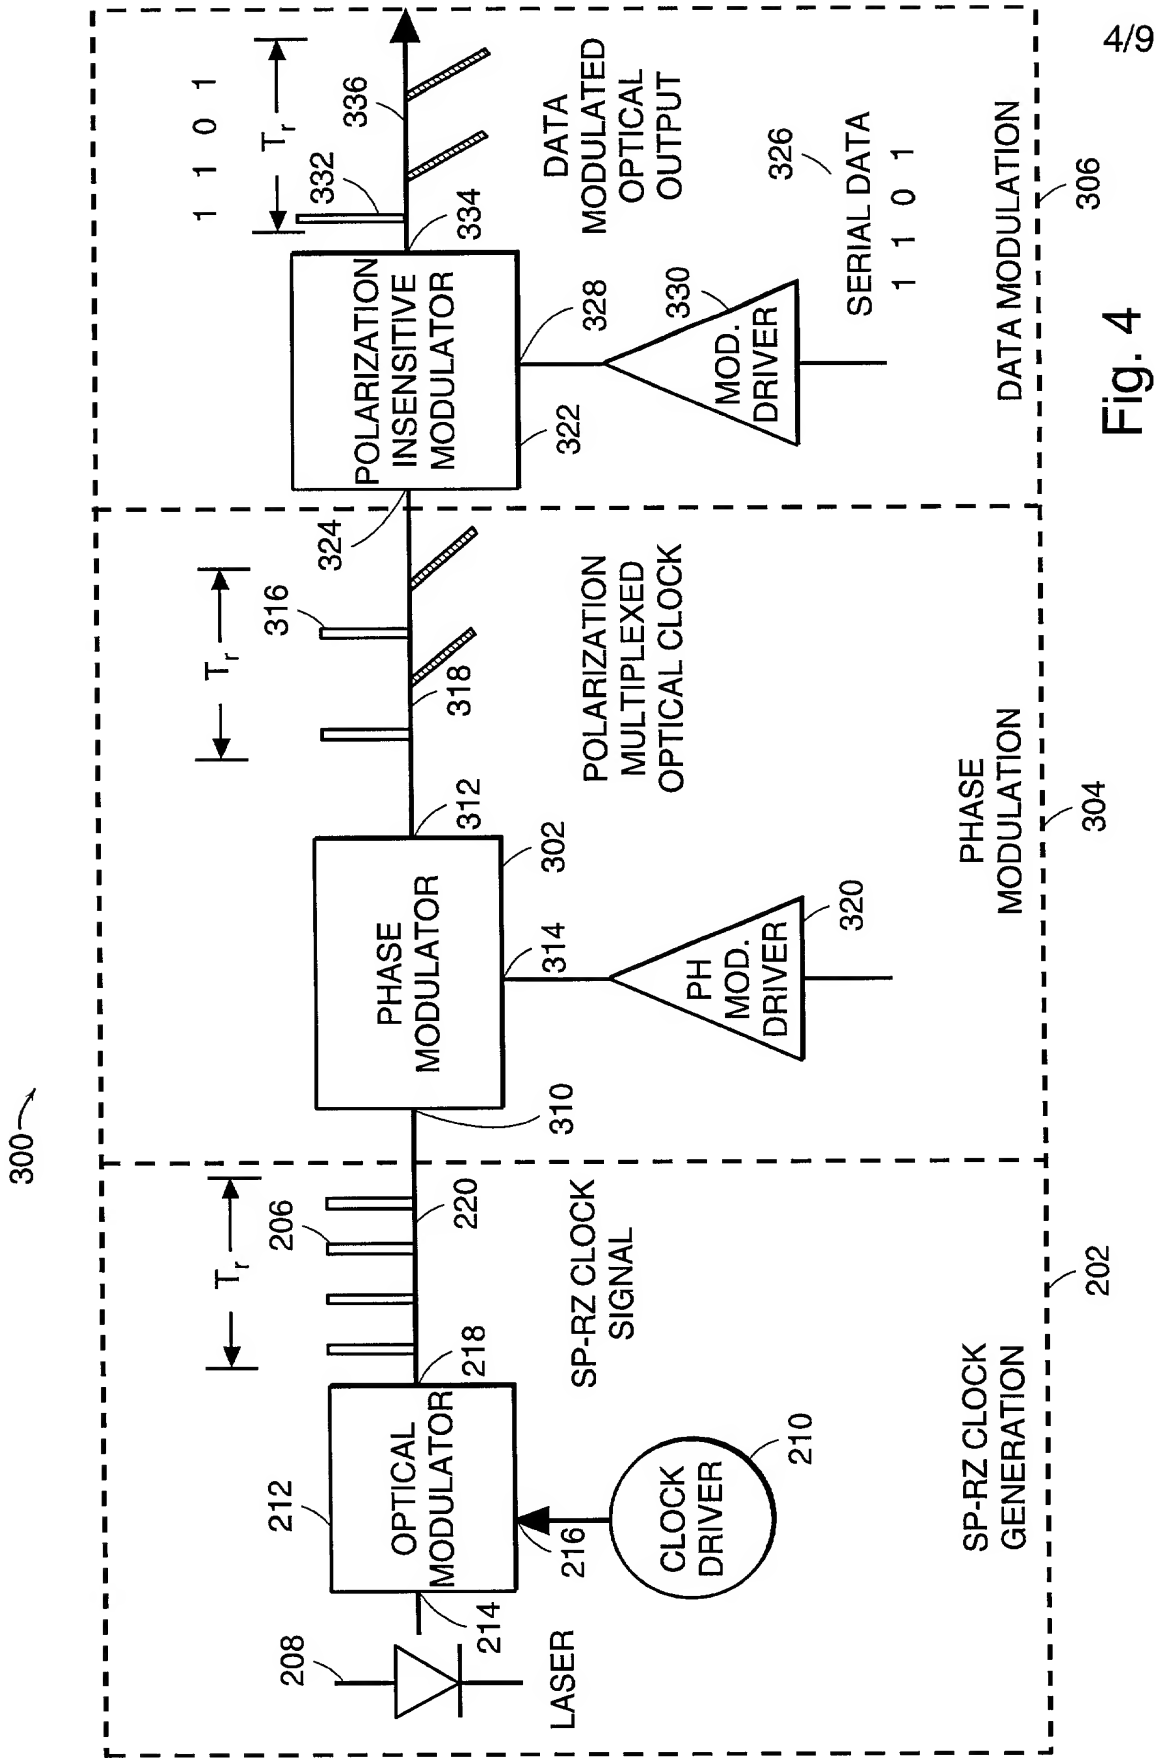 4/9
300
208
LASER
214
212
OPTICAL
MODULATOR
216
CLOCK
DRIVER
210
218
Tr
206
220
SP-RZ CLOCK
SIGNAL
SP-RZ CLOCK
GENERATION
202
310
PHASE
MODULATOR
302
314
PH
MOD.
DRIVER
320
312
Tr
316
318
POLARIZATION
MULTIPLEXED
OPTICAL CLOCK
PHASE
MODULATION
304
324
POLARIZATION
INSENSITIVE
MODULATOR
322
328
MOD.
DRIVER
330
334
1 1 0 1
Tr
332
336
DATA
MODULATED
OPTICAL
OUTPUT
326
SERIAL DATA
1 1 0 1
DATA MODULATION
306
Fig. 4